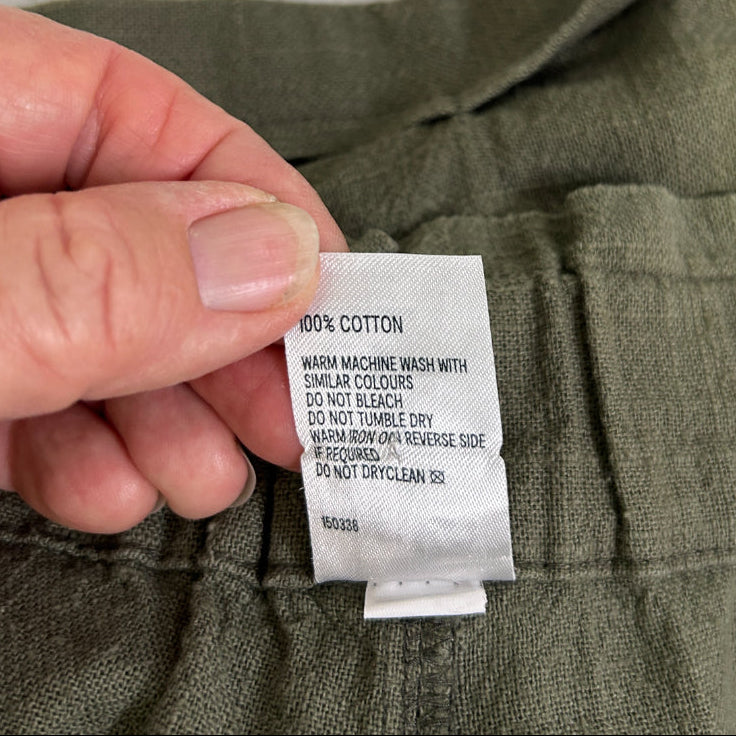 100% COTTON
WARM MACHINE WASH WITH
SIMILAR COLOURS
DO NOT BLEACH
DO NOT TUMBLE DRY
WARM IRON ON REVERSE SIDE
IF REQUIRED
DO NOT DRYCLEAN
150336